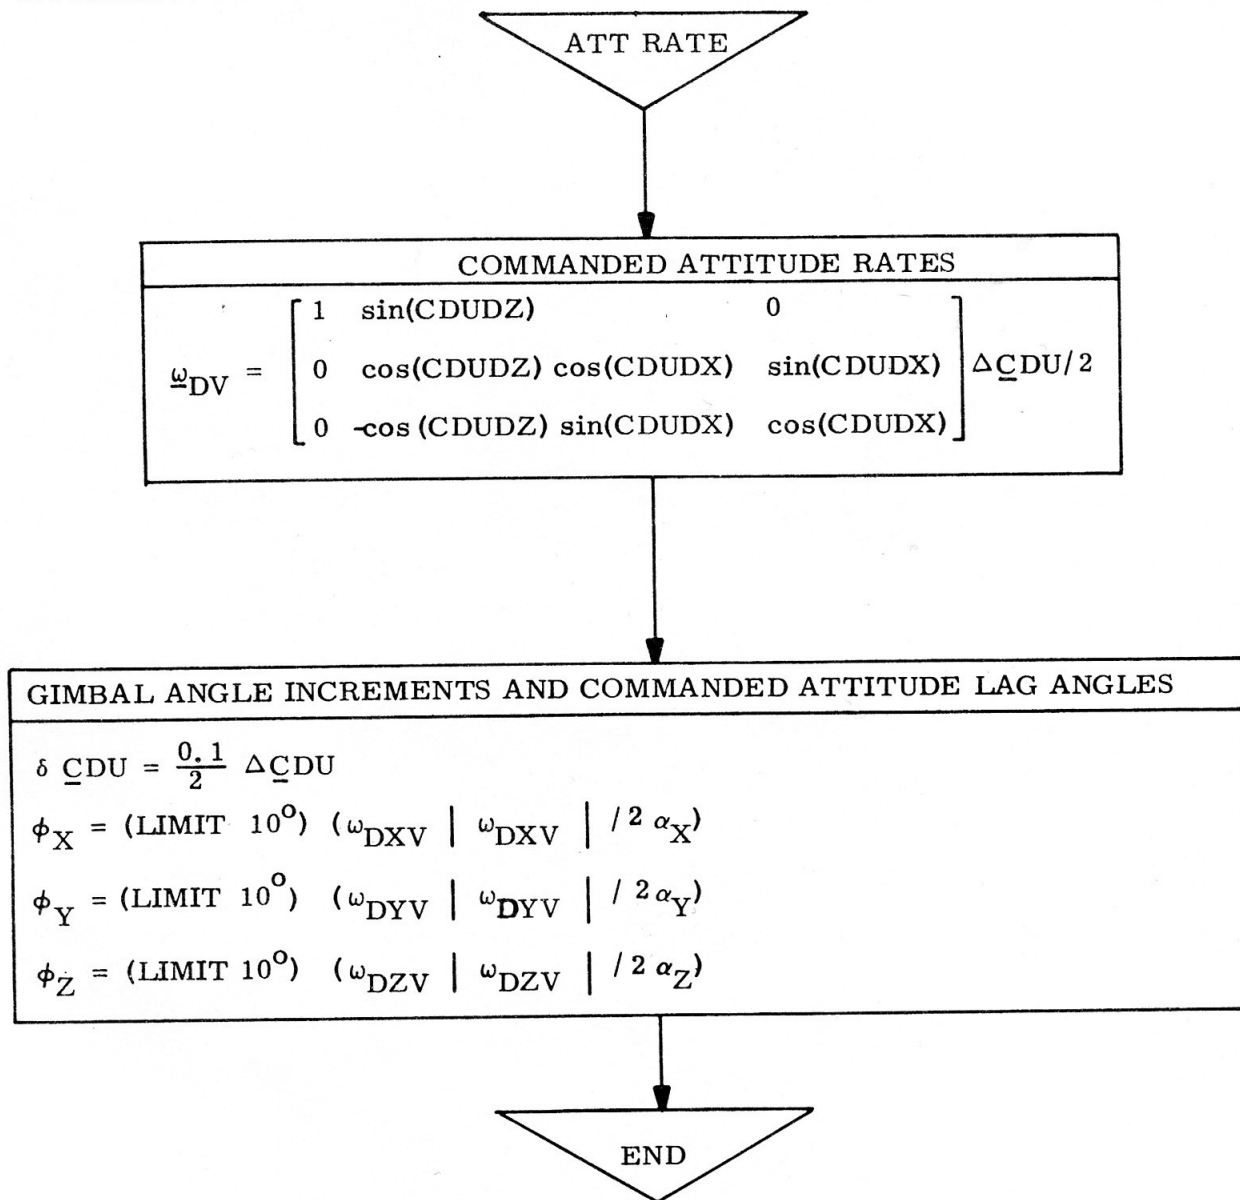 ATT RATE
COMMANDED ATTITUDE RATES
1 sin(CDUDZ) 0
ω_DV = 0 cos(CDUDZ) cos(CDUDX) sin(CDUDX) ΔCDU/2
0 -cos (CDUDZ) sin(CDUDX) cos(CDUDX)
GIMBAL ANGLE INCREMENTS AND COMMANDED ATTITUDE LAG ANGLES
δ CDU = 0.1/2 ΔCDU
φ_X = (LIMIT 10°) (ω_DXV | ω_DXV | /2 α_X)
φ_Y = (LIMIT 10°) (ω_DYV | ω_DYV | / 2 α_Y)
φ_Z = (LIMIT 10°) (ω_DZV | ω_DZV | /2 α_Z)
END